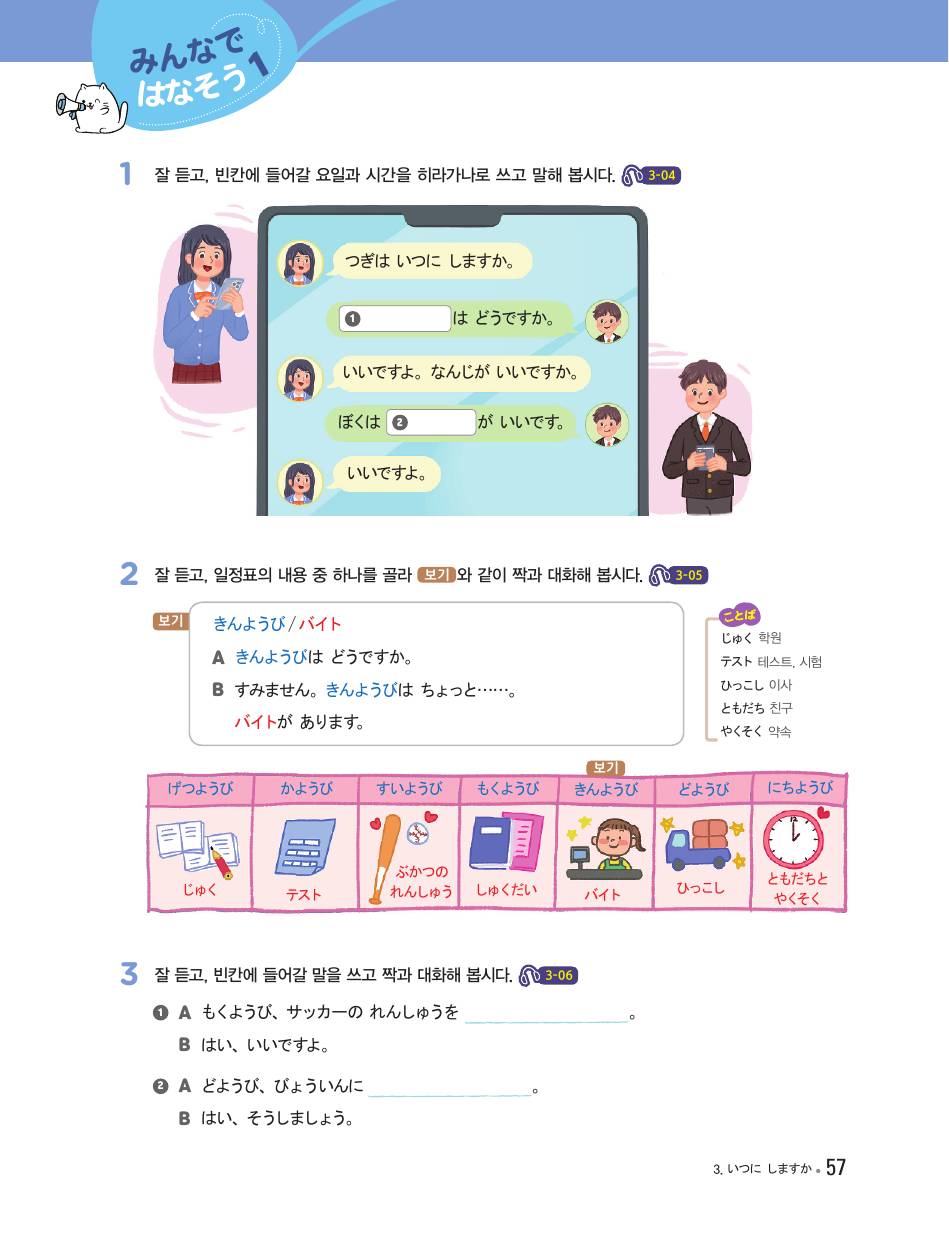 みんなで
はなそう 1
1 잘 듣고, 빈칸에 들어갈 요일과 시간을 히라가나로 쓰고 말해 봅시다. 3-04
つぎは いつに しますか。
❶ は どうですか。
いいですよ。なんじが いいですか。
ぼくは ❷ が いいです。
いいですよ。
2 잘 듣고, 일정표의 내용 중 하나를 골라 보기 와 같이 짝과 대화해 봅시다. 3-05
보기
きんようび/バイト
A きんようびは どうですか。
B すみません。きんようびは ちょっと……。
バイトが あります。
ことば
じゅく 학원
テスト 테스트, 시험
ひっこし 이사
ともだち 친구
やくそく 약속
보기
げつようび かようび すいようび もくようび きんようび どようび にちようび
じゅく
テスト
ぶかつの
れんしゅう
しゅくだい
バイト
ひっこし
12
ともだちと
やくそく
3 잘 듣고, 빈칸에 들어갈 말을 쓰고 짝과 대화해 봅시다. 3-06
❶ A もくようび、サッカーの れんしゅうを 。
B はい、いいですよ。
❷ A どようび、びょういんに 。
B はい、そうしましょう。
3. いつに しますか 57